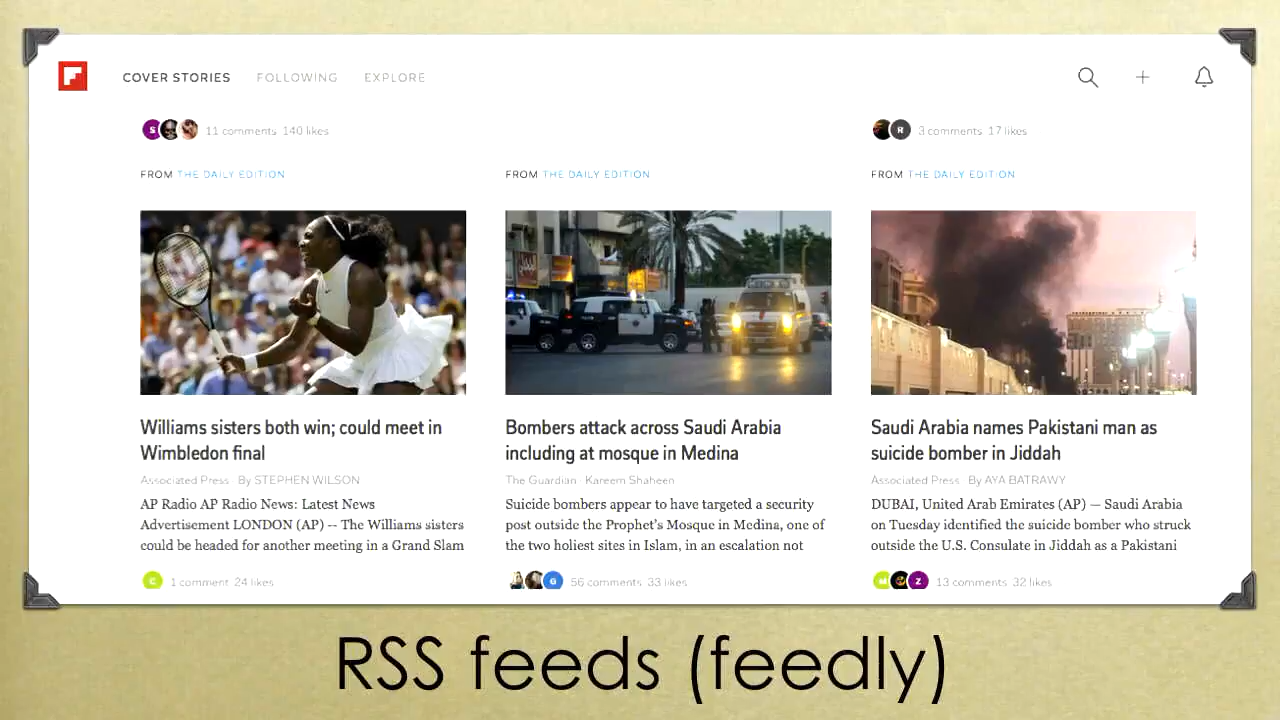 COVER STORIES FOLLOWING EXPLORE
S
11 comments 140 likes
R
3 comments 17 likes
FROM THE DAILY EDITION
Williams sisters both win; could meet in
Wimbledon final
Associated Press · By STEPHEN WILSON
AP Radio AP Radio News: Latest News
Advertisement LONDON (AP) -- The Williams sisters
could be headed for another meeting in a Grand Slam
C
1 comment 24 likes
FROM THE DAILY EDITION
Bombers attack across Saudi Arabia
including at mosque in Medina
The Guardian · Kareem Shaheen
Suicide bombers appear to have targeted a security
post outside the Prophet's Mosque in Medina, one of
the two holiest sites in Islam, in an escalation not
G
56 comments 33 likes
FROM THE DAILY EDITION
Saudi Arabia names Pakistani man as
suicide bomber in Jiddah
Associated Press · By AYA BATRAWY
DUBAI, United Arab Emirates (AP) — Saudi Arabia
on Tuesday identified the suicide bomber who struck
outside the U.S. Consulate in Jiddah as a Pakistani
M
Z
13 comments 32 likes
RSS feeds (feedly)